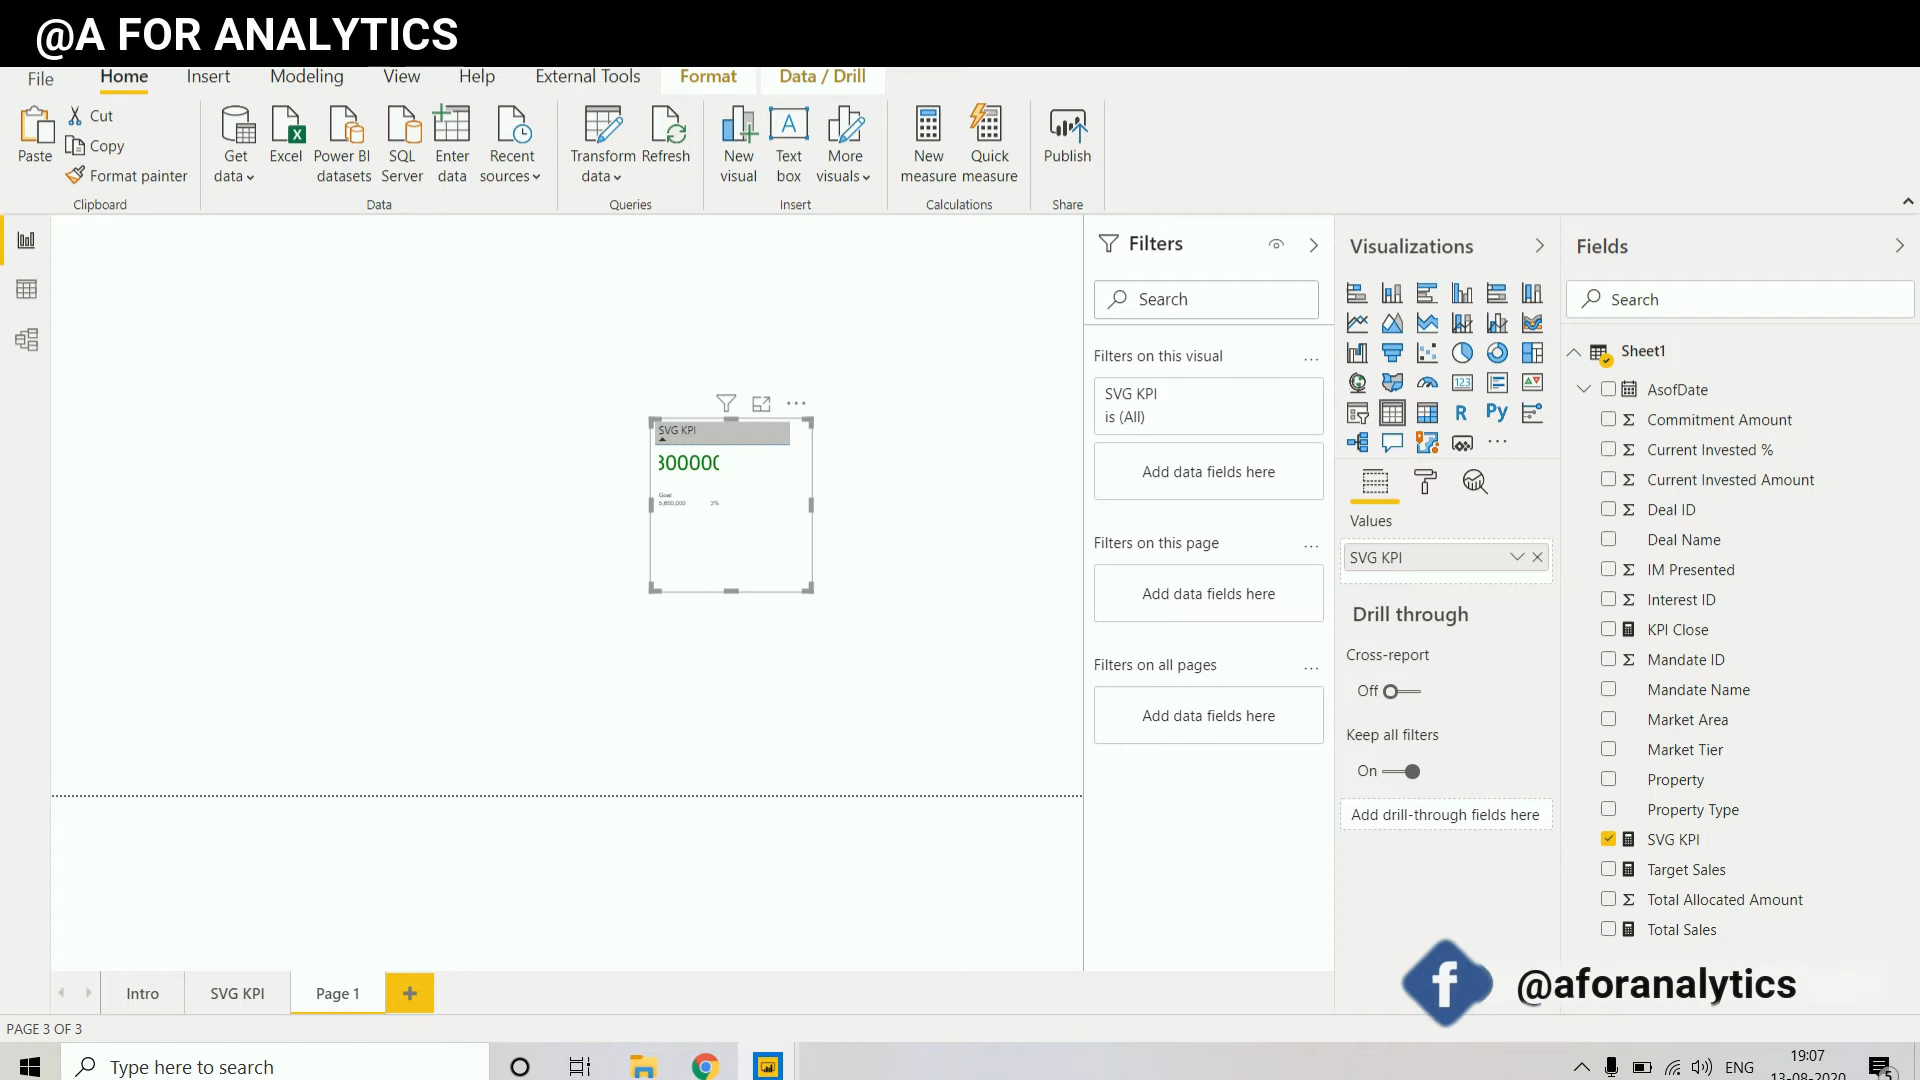 @A FOR ANALYTICS
File Home Insert Modeling View Help External Tools Format Data / Drill
Paste
Cut
Copy
Format painter
Clipboard
Get data
Excel
Power BI datasets
SQL Server
Enter data
Recent sources
Data
Transform data
Refresh
Queries
New visual
Text box
More visuals
Insert
New measure
Quick measure
Calculations
Publish
Share
SVG KPI
Goal
3%
Filters
Search
Filters on this visual
SVG KPI
is (All)
Add data fields here
Filters on this page
Add data fields here
Filters on all pages
Add data fields here
Visualizations
123
R
Py
Values
SVG KPI
Drill through
Cross-report
Off
Keep all filters
On
Add drill-through fields here
Fields
Search
Sheet1
AsofDate
Commitment Amount
Current Invested %
Current Invested Amount
Deal ID
Deal Name
IM Presented
Interest ID
KPI Close
Mandate ID
Mandate Name
Market Area
Market Tier
Property
Property Type
SVG KPI
Target Sales
Total Allocated Amount
Total Sales
@aforanalytics
Intro SVG KPI Page 1
PAGE 3 OF 3
Type here to search
ENG
19:07
13-08-2020
5